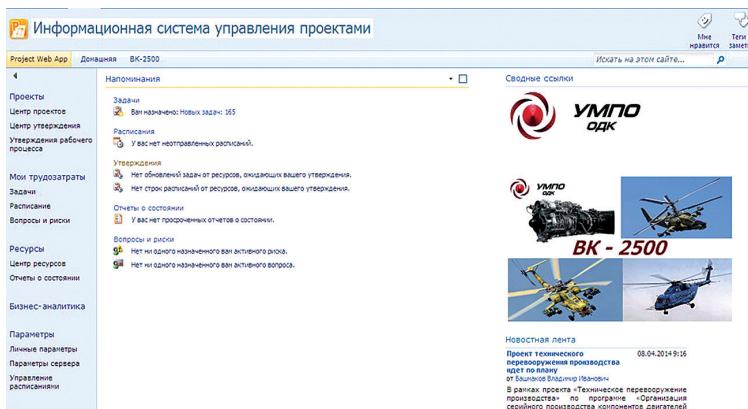 Информационная система управления проектами
Мне нравится
Теги
Project Web App
Домашняя
ВК-2500
Искать на этом сайте...
Проекты
Центр проектов
Центр утверждения
Утверждения рабочего
процесса
Мои трудозатраты
Задачи
Расписание
Вопросы и риски
Ресурсы
Центр ресурсов
Отчеты о состоянии
Бизнес-аналитика
Параметры
Личные параметры
Параметры сервера
Управление
расписаниями
Напоминания
Задачи
Вам назначено: Новых задач: 165
Расписания
У вас нет неотправленных расписаний.
Утверждения
Нет обновлений задач от ресурсов, ожидающих вашего утверждения.
Нет строк расписаний от ресурсов, ожидающих вашего утверждения.
Отчеты о состоянии
У вас нет просроченных отчетов о состоянии.
Вопросы и риски
Нет ни одного назначенного вам активного риска.
Нет ни одного назначенного вам активного вопроса.
Сводные ссылки
УМПО
ОДК
УМПО
ОДК
ВК - 2500
Новостная лента
Проект технического 08.04.2014 9:16
перевооружения производства
идет по плану
от Башмаков Владимир Иванович
В рамках проекта «Техническое перевооружение
производства» по программе «Организация
серийного производства компонентов двигателей